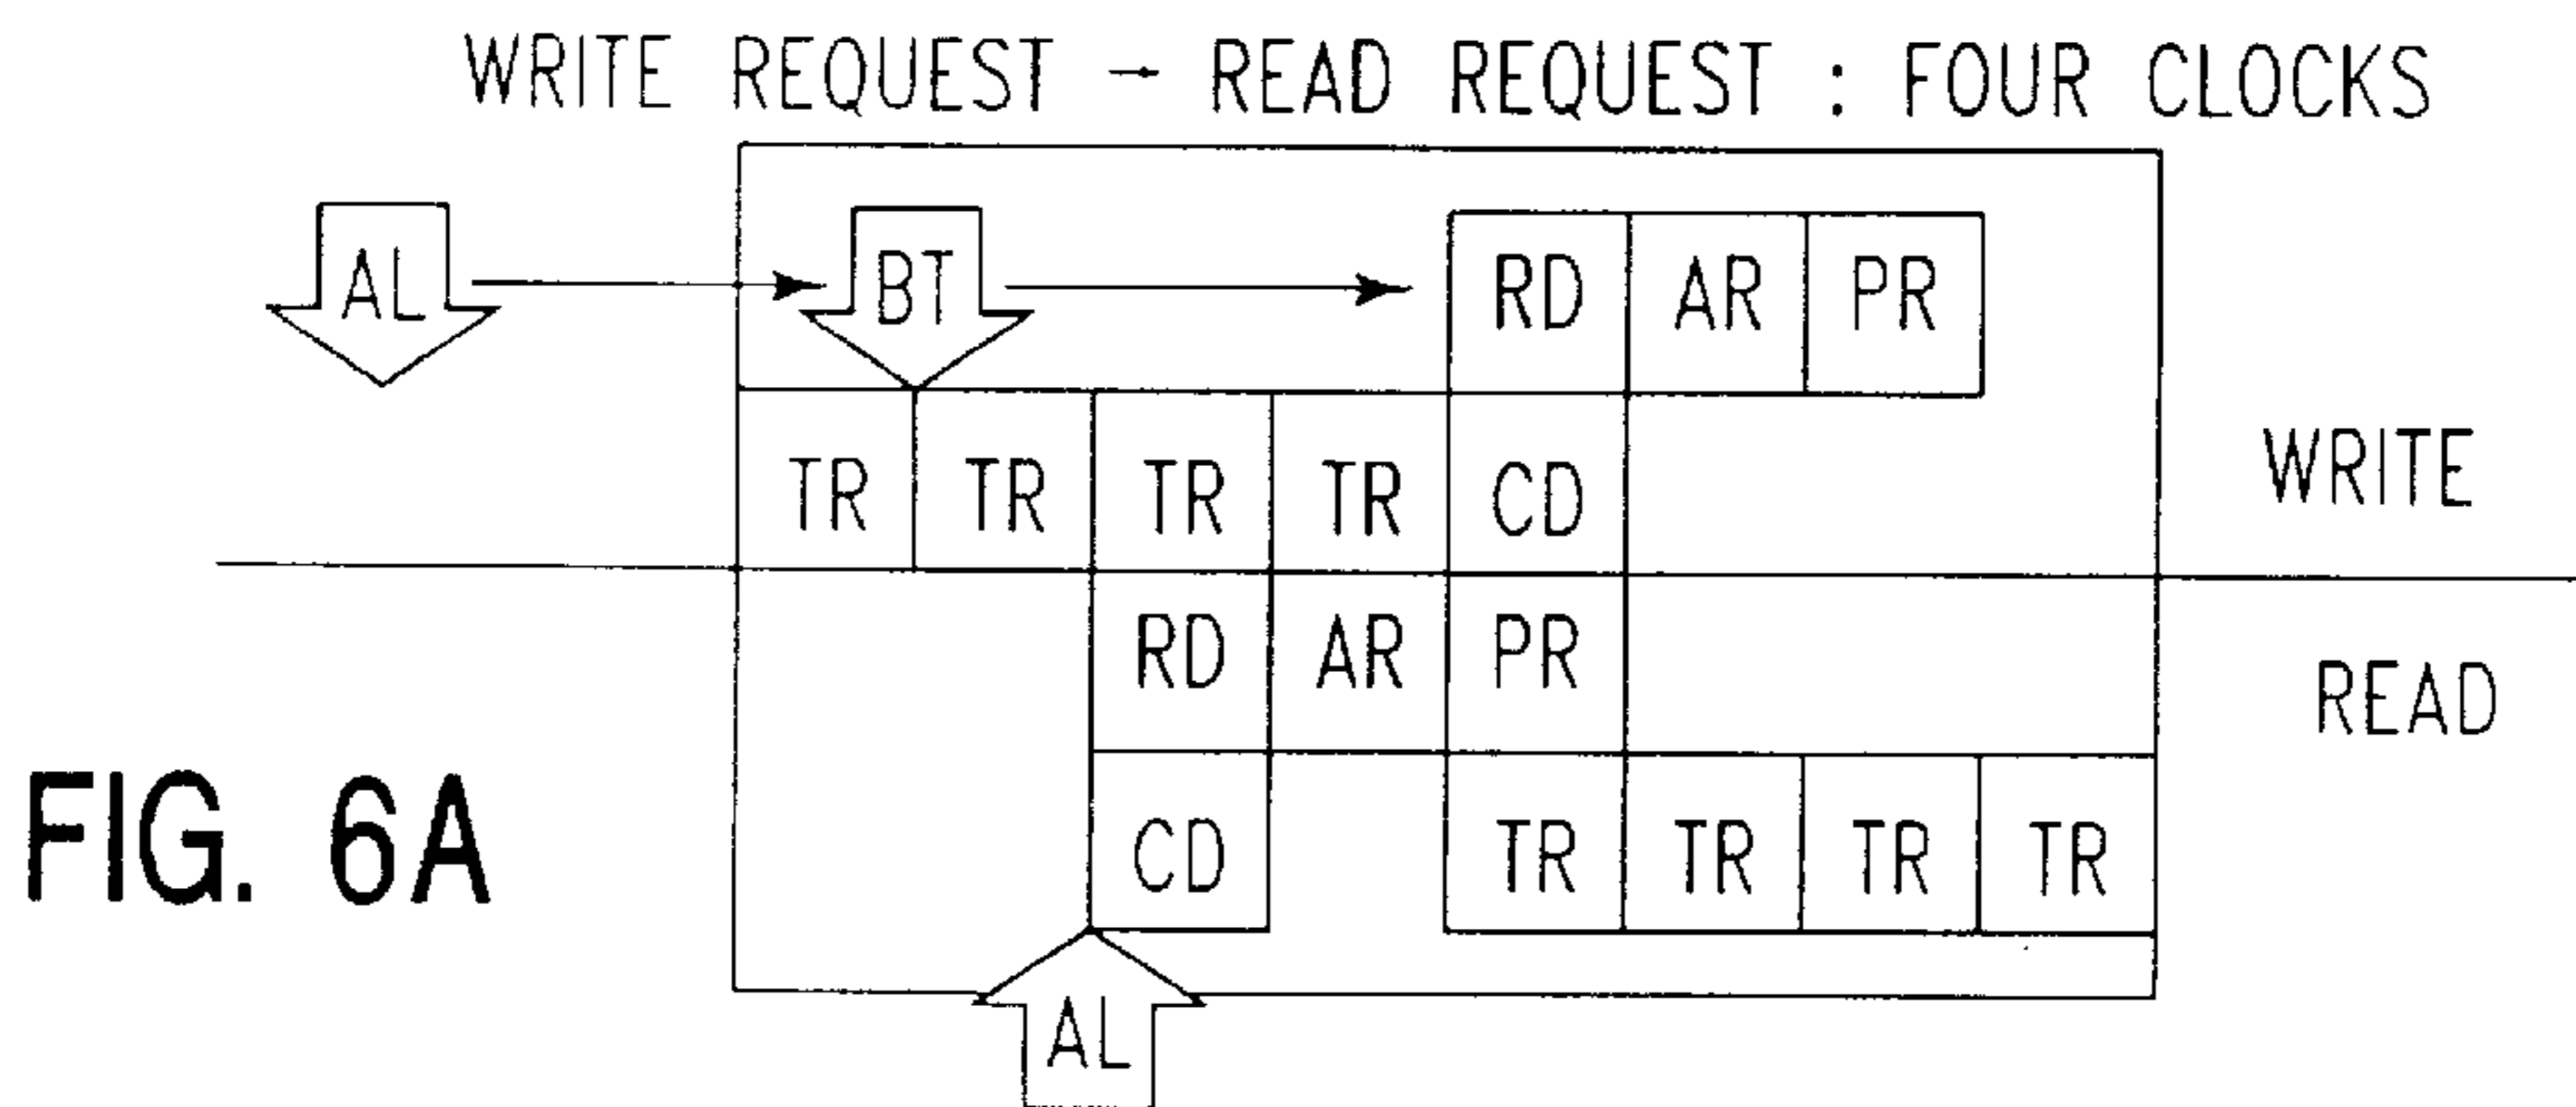 WRITE REQUEST → READ REQUEST : FOUR CLOCKS
AL BT RD AR PR
TR TR TR TR CD WRITE
RD AR PR READ
CD TR TR TR TR
FIG. 6A
AL